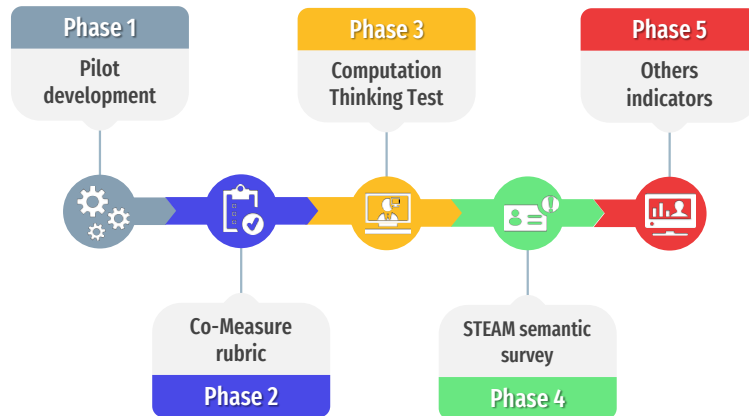 Phase 1
Pilot
development
Phase 3
Computation
Thinking Test
Phase 5
Others
indicators
Co-Measure
rubric
Phase 2
STEAM semantic
survey
Phase 4